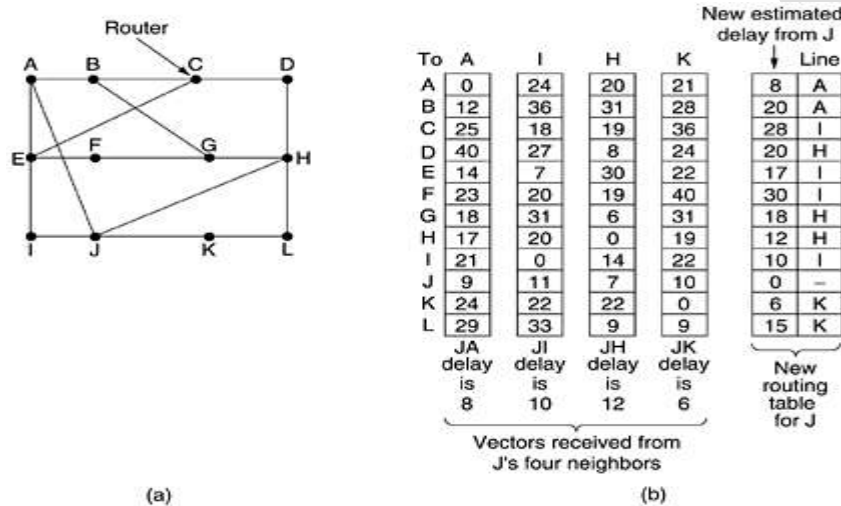 Router
A B C D
E F G H
I J K L
(a)
New estimated
delay from J
To A I H K Line
A 0 24 20 21 8 A
B 12 36 31 28 20 A
C 25 18 19 36 28 I
D 40 27 8 24 20 H
E 14 7 30 22 17 I
F 23 20 19 40 30 I
G 18 31 6 31 18 H
H 17 20 0 19 12 H
I 21 0 14 22 10 I
J 9 11 7 10 0 –
K 24 22 22 0 6 K
L 29 33 9 9 15 K
JA JI JH JK
delay delay delay delay
is is is is
8 10 12 6
New
routing
table
for J
Vectors received from
J's four neighbors
(b)